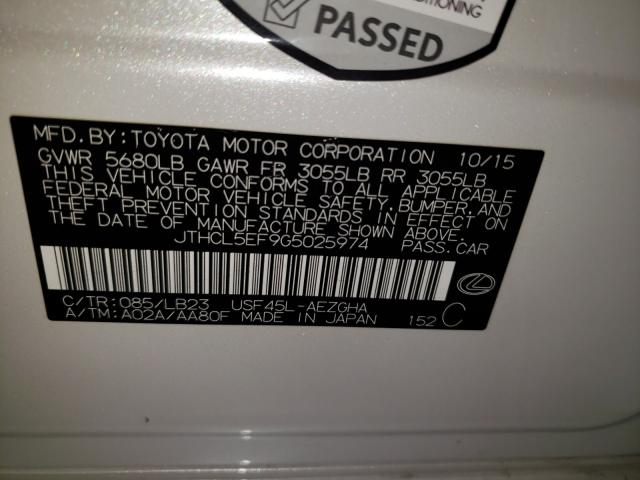 DITIONING
PASSED
MFD. BY: TOYOTA MOTOR CORPORATION 10/15
GVWR 5680LB GAWR FR 3055LB RR 3055LB
THIS VEHICLE CONFORMS TO ALL APPLICABLE
FEDERAL MOTOR VEHICLE SAFETY, BUMPER, AND
THEFT PREVENTION STANDARDS IN EFFECT ON
THE DATE OF MANUFACTURE SHOWN ABOVE.
JTHCL5EF9G5025974 PASS. CAR
C/TR: 085/LB23 USF45L-AEZGHA
A/TM: A02A/AA80F MADE IN JAPAN 152 C